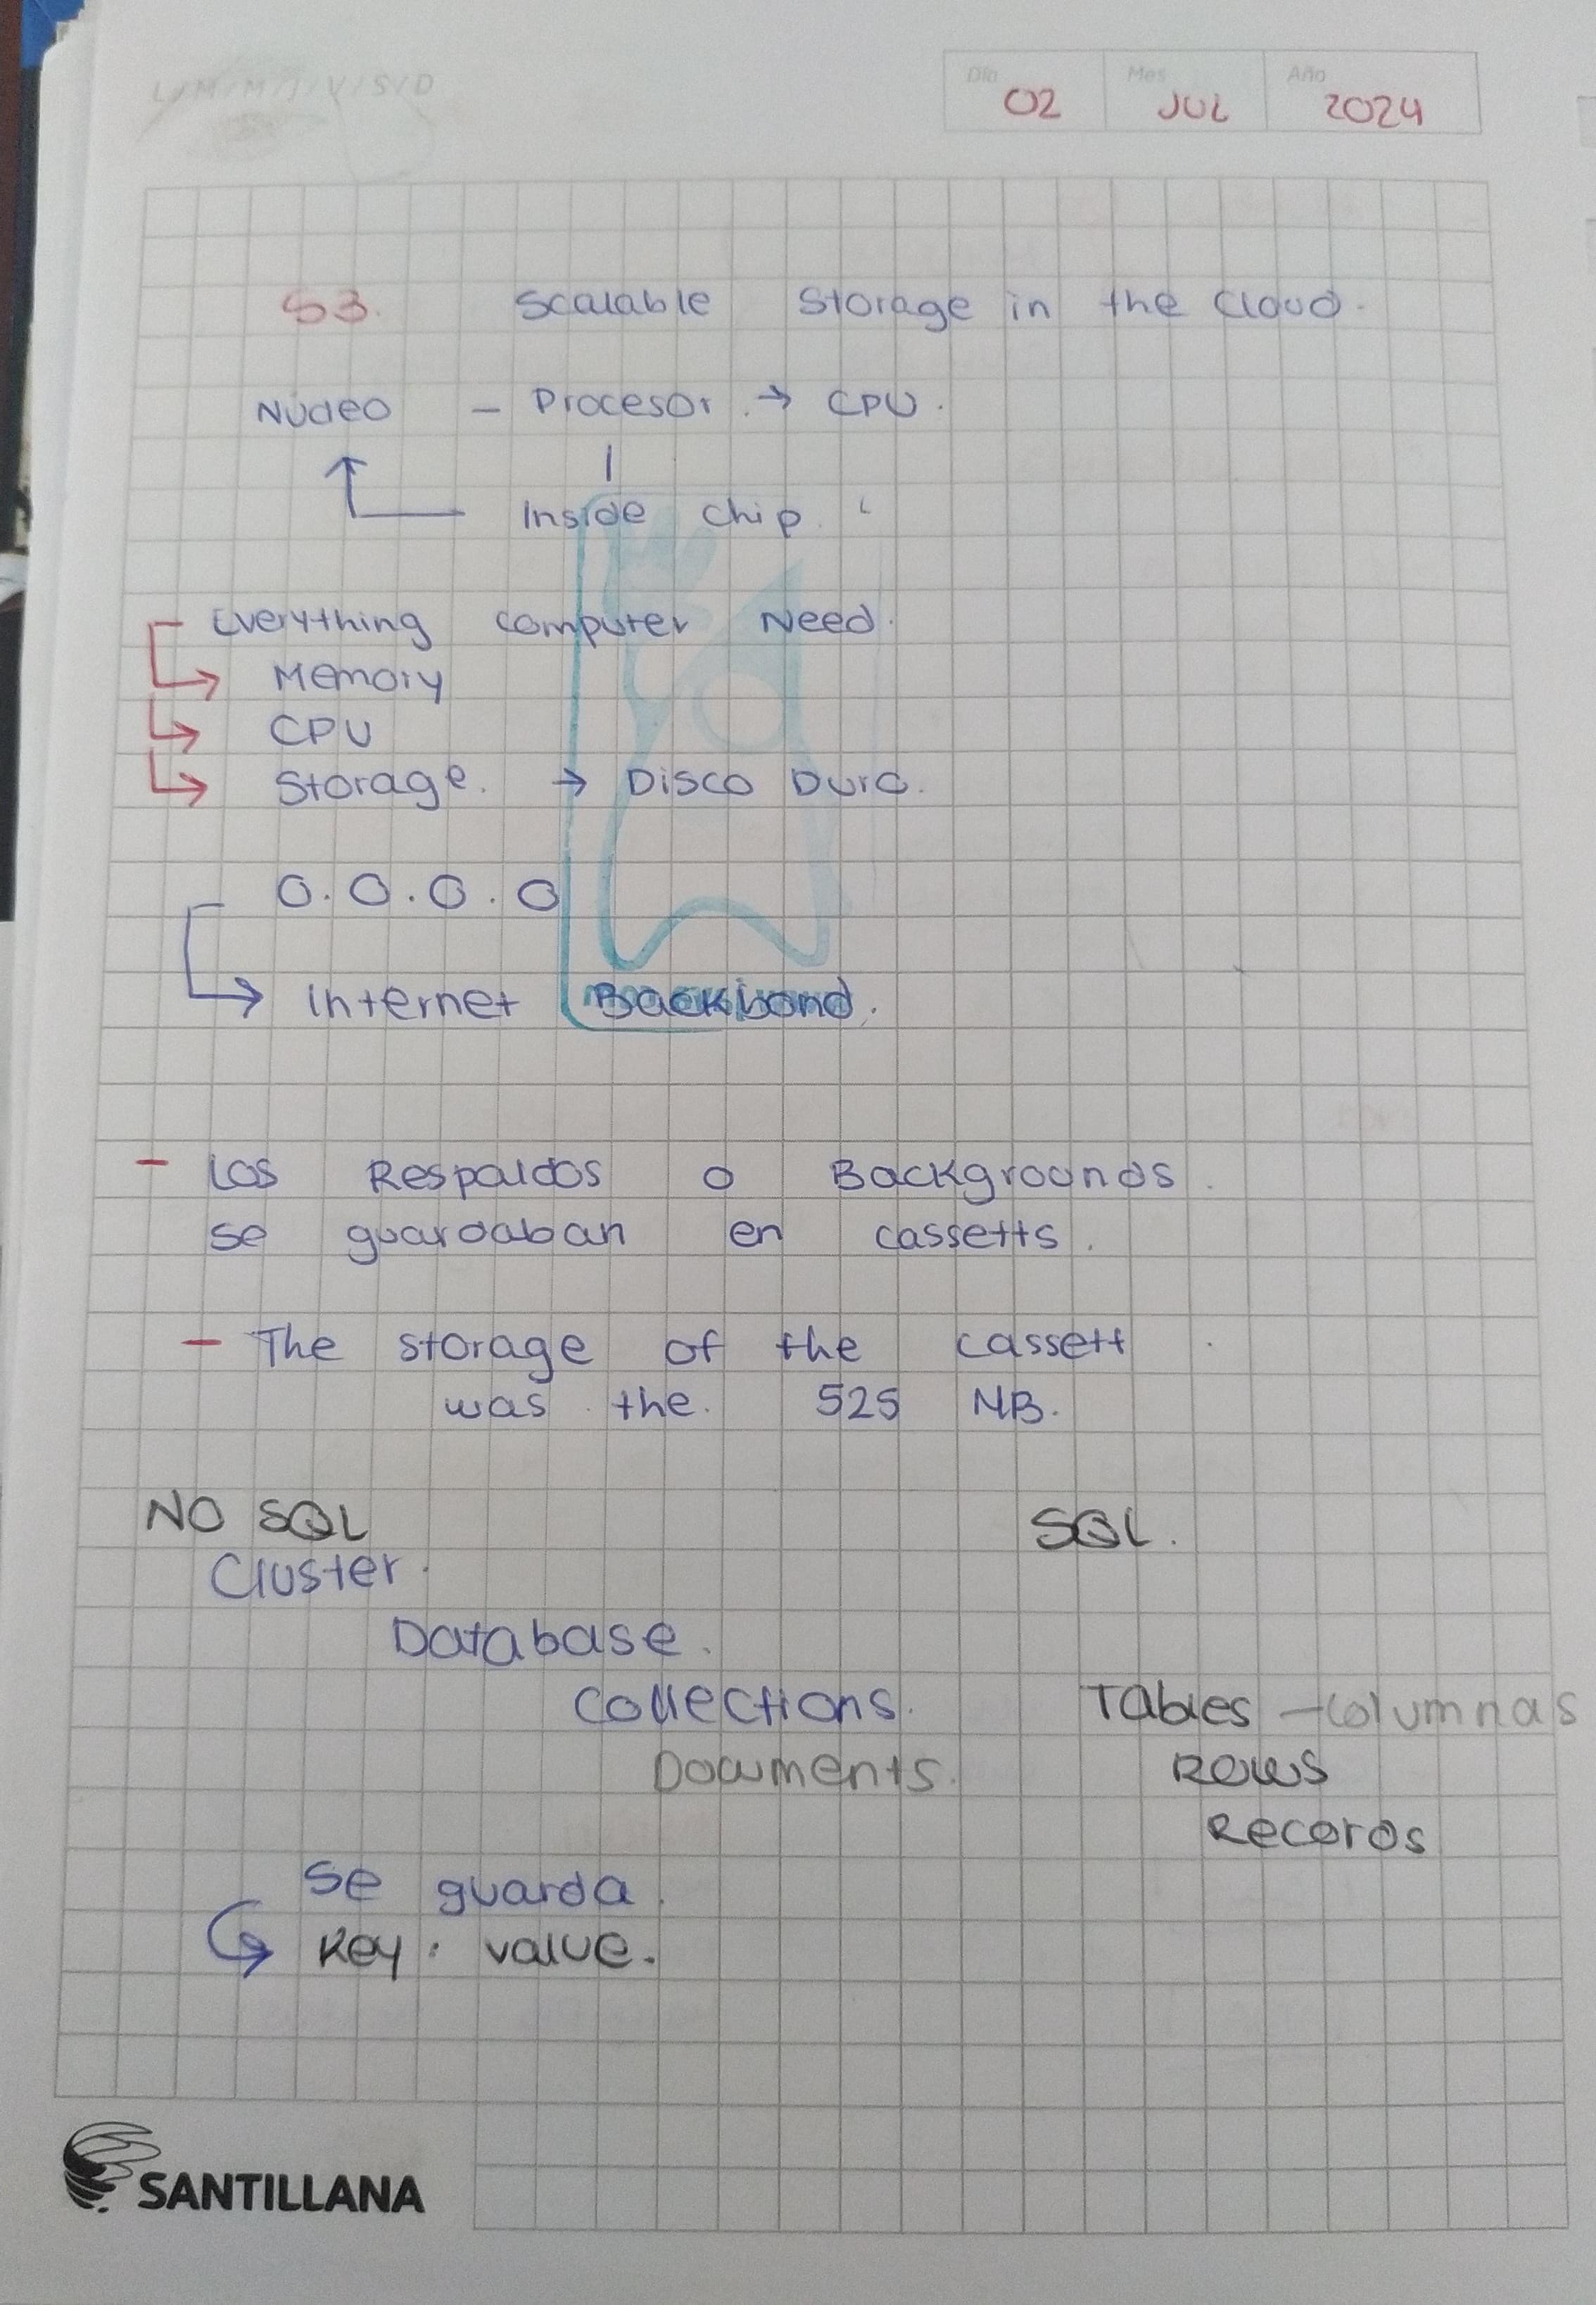 L/M/M/J/V/S/D
Día 02 Mes JUL Año 2024
S3. Scalable Storage in the Cloud.
Núcleo - Procesor. → CPU.
Inside chip.
Everything computer Need.
Memory
CPU
Storage. → Disco Duro.
0.0.0.0
Internet Backbond.
- Los Respaldos o Backgrounds.
se guardaban en cassetts.
- The storage of the cassett
was the. 525 MB.
NO SQL SQL.
Cluster.
Database.
Collections. Tables - columnas
Documents. Rows
Records
Se guarda.
Key: value.
SANTILLANA